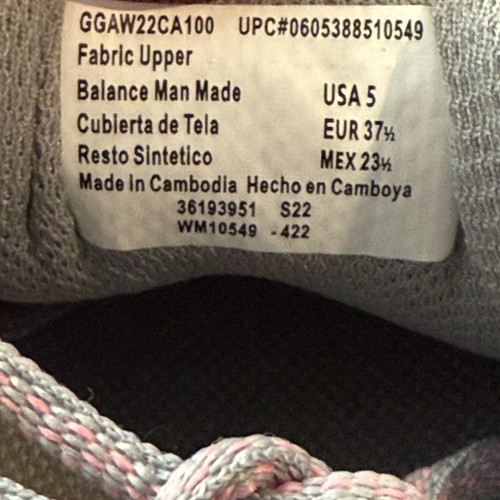 GGAW22CA100 UPC#0605388510549
Fabric Upper
Balance Man Made USA 5
Cubierta de Tela EUR 37½
Resto Sintetico MEX 23½
Made in Cambodia Hecho en Camboya
36193951 S22
WM10549 -422